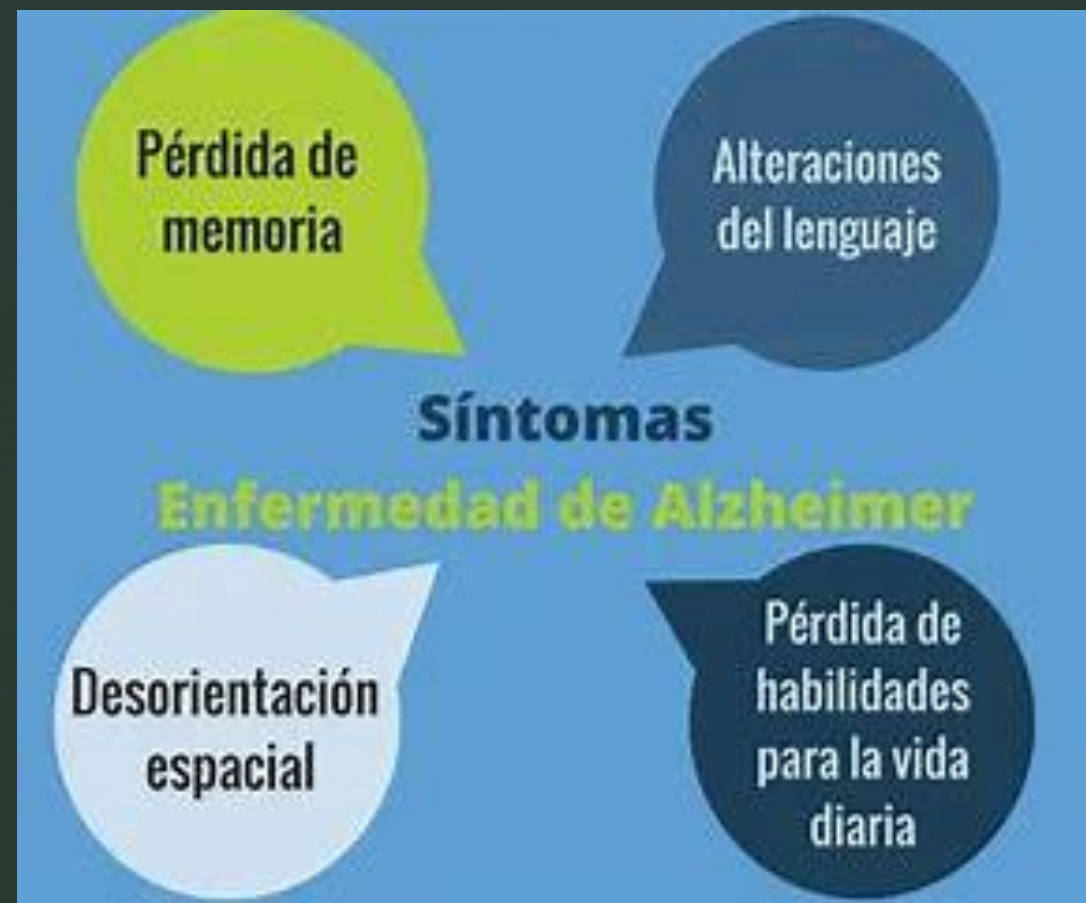 Pérdida de
memoria
Alteraciones
del lenguaje
Síntomas
Enfermedad de Alzheimer
Desorientación
espacial
Pérdida de
habilidades
para la vida
diaria